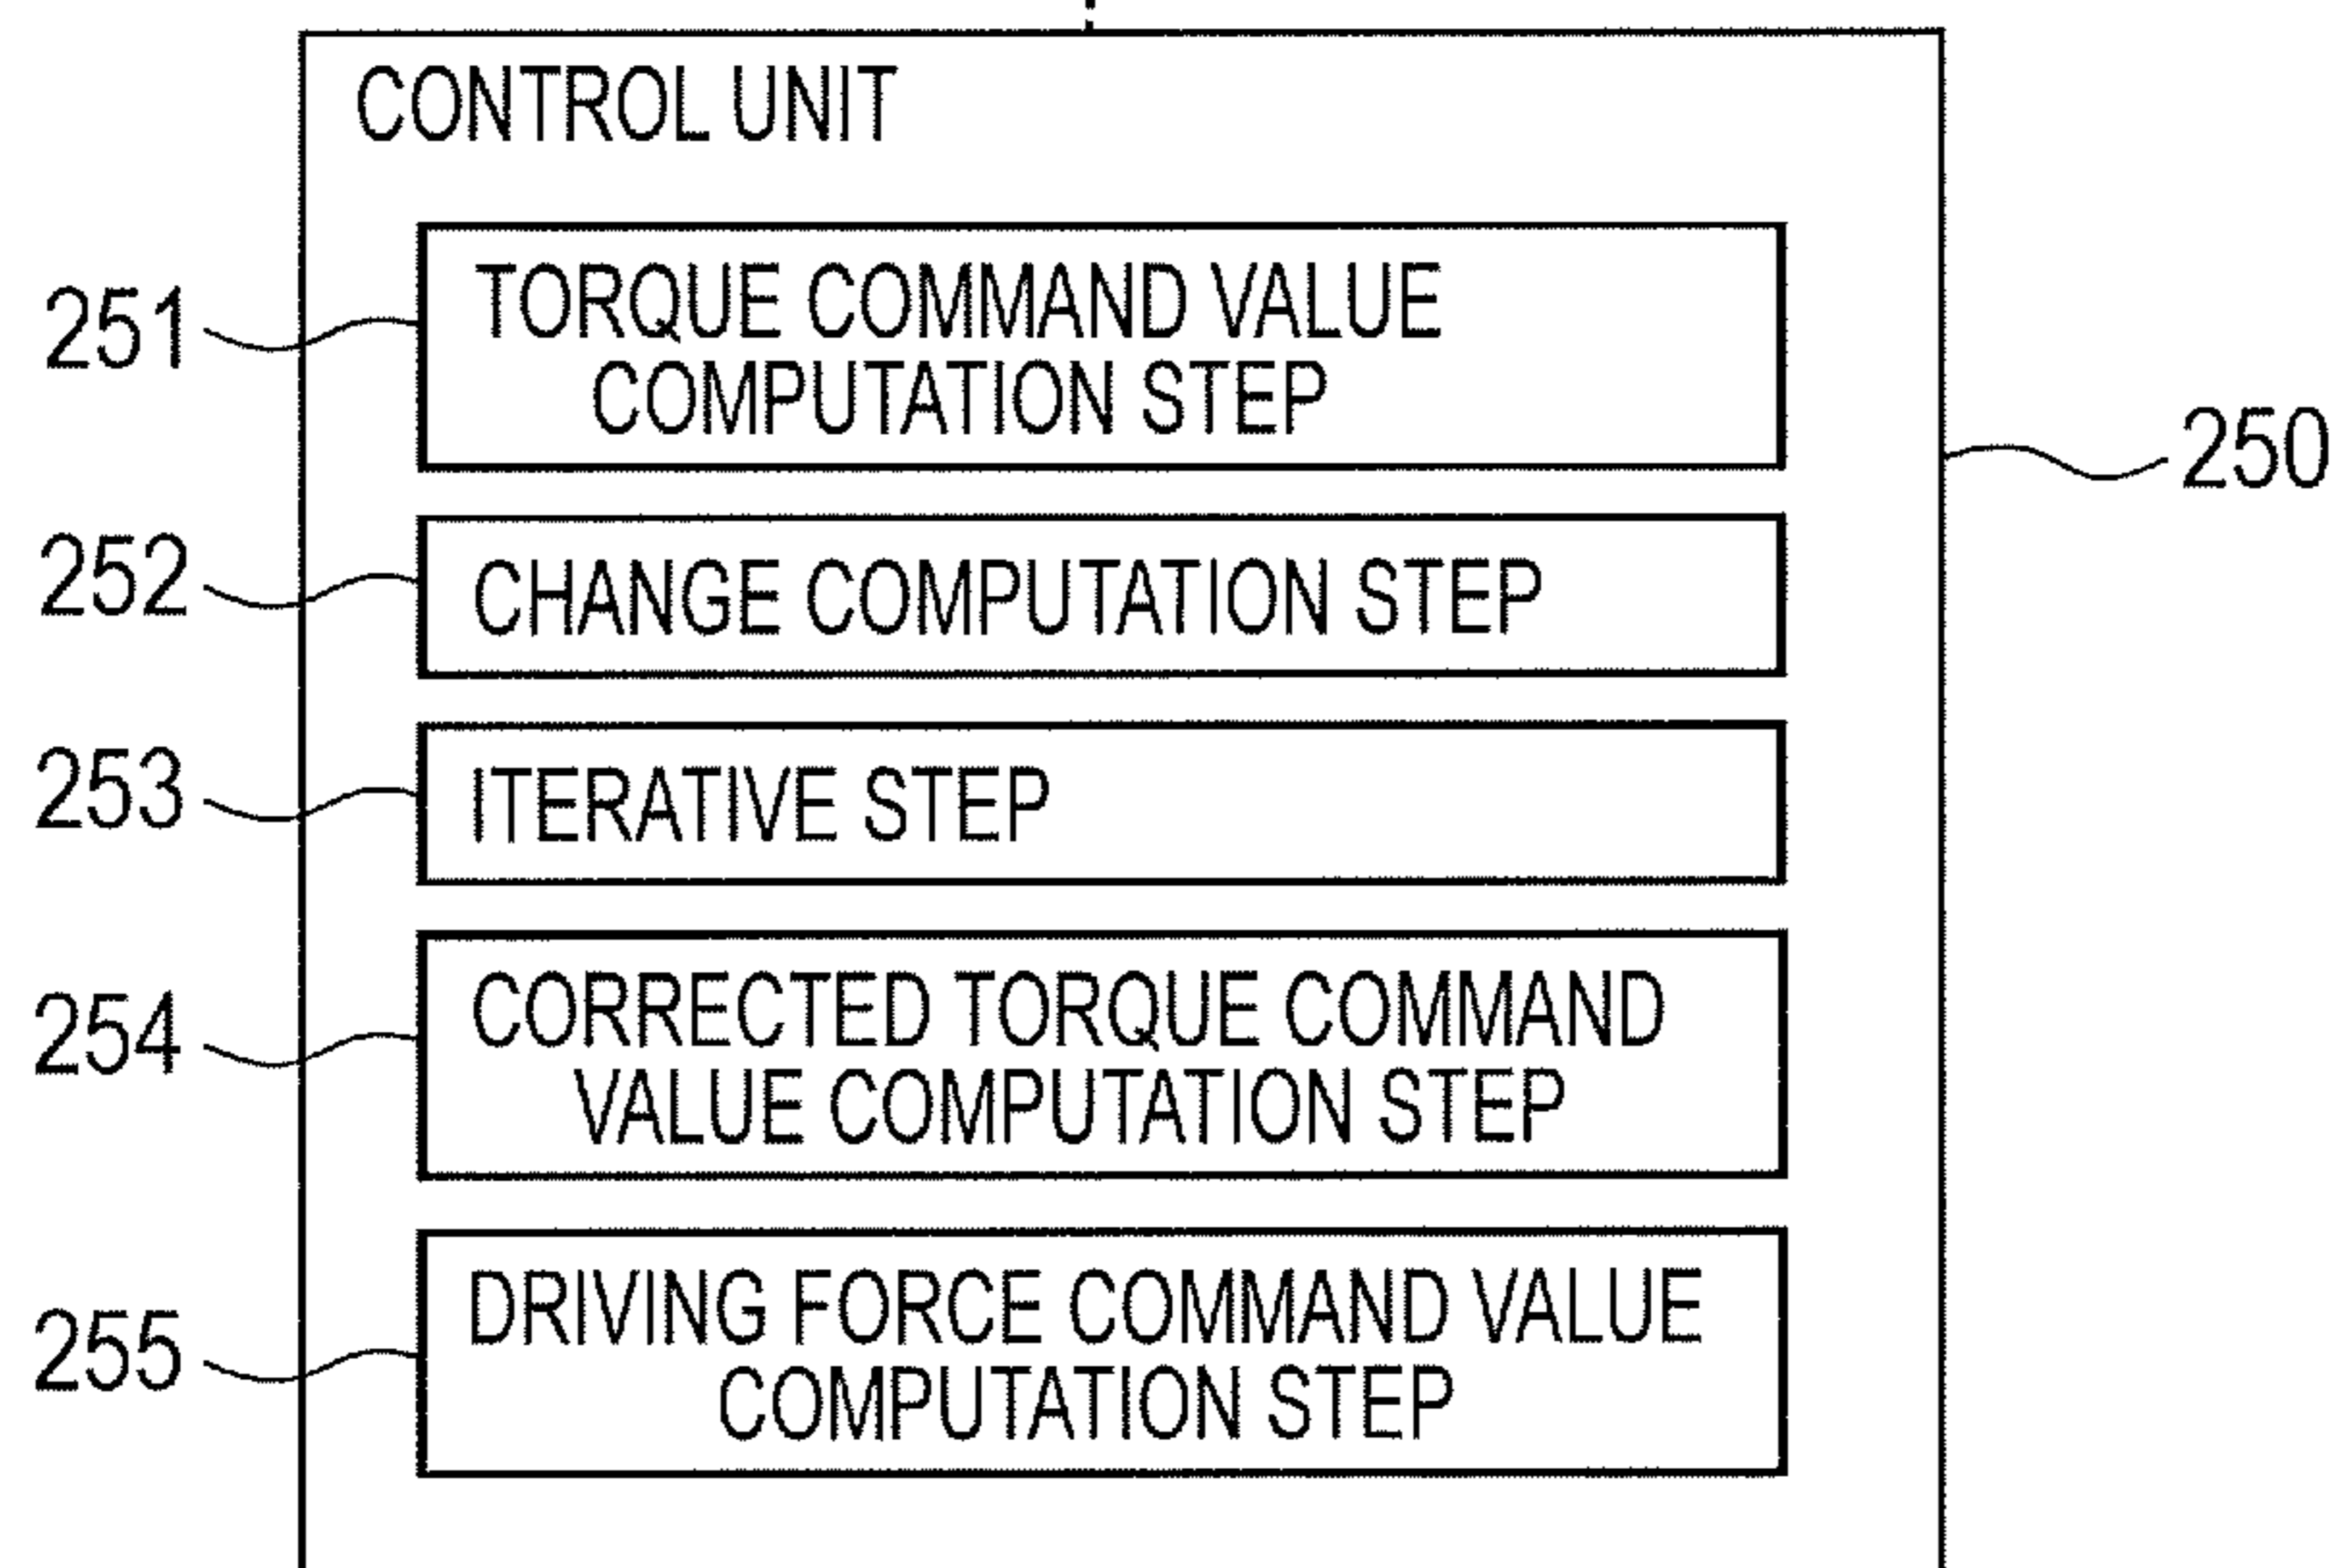 CONTROL UNIT
251
TORQUE COMMAND VALUE
COMPUTATION STEP
250
252
CHANGE COMPUTATION STEP
253
ITERATIVE STEP
254
CORRECTED TORQUE COMMAND
VALUE COMPUTATION STEP
255
DRIVING FORCE COMMAND VALUE
COMPUTATION STEP